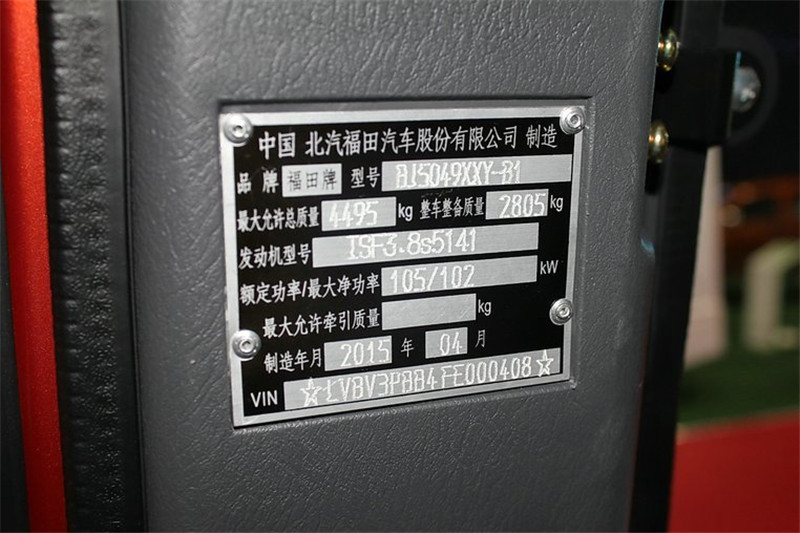 中国 北汽福田汽车股份有限公司 制造
品牌 福田牌 型号 BJ5049XXY-B1
最大允许总质量 4495 kg 整车整备质量 2805 kg
发动机型号 ISF3.8s5141
额定功率/最大净功率 105/102 kW
最大允许牵引质量 kg
制造年月 2015 年 04 月
VIN ☆LVBV3PBB4FE000408☆